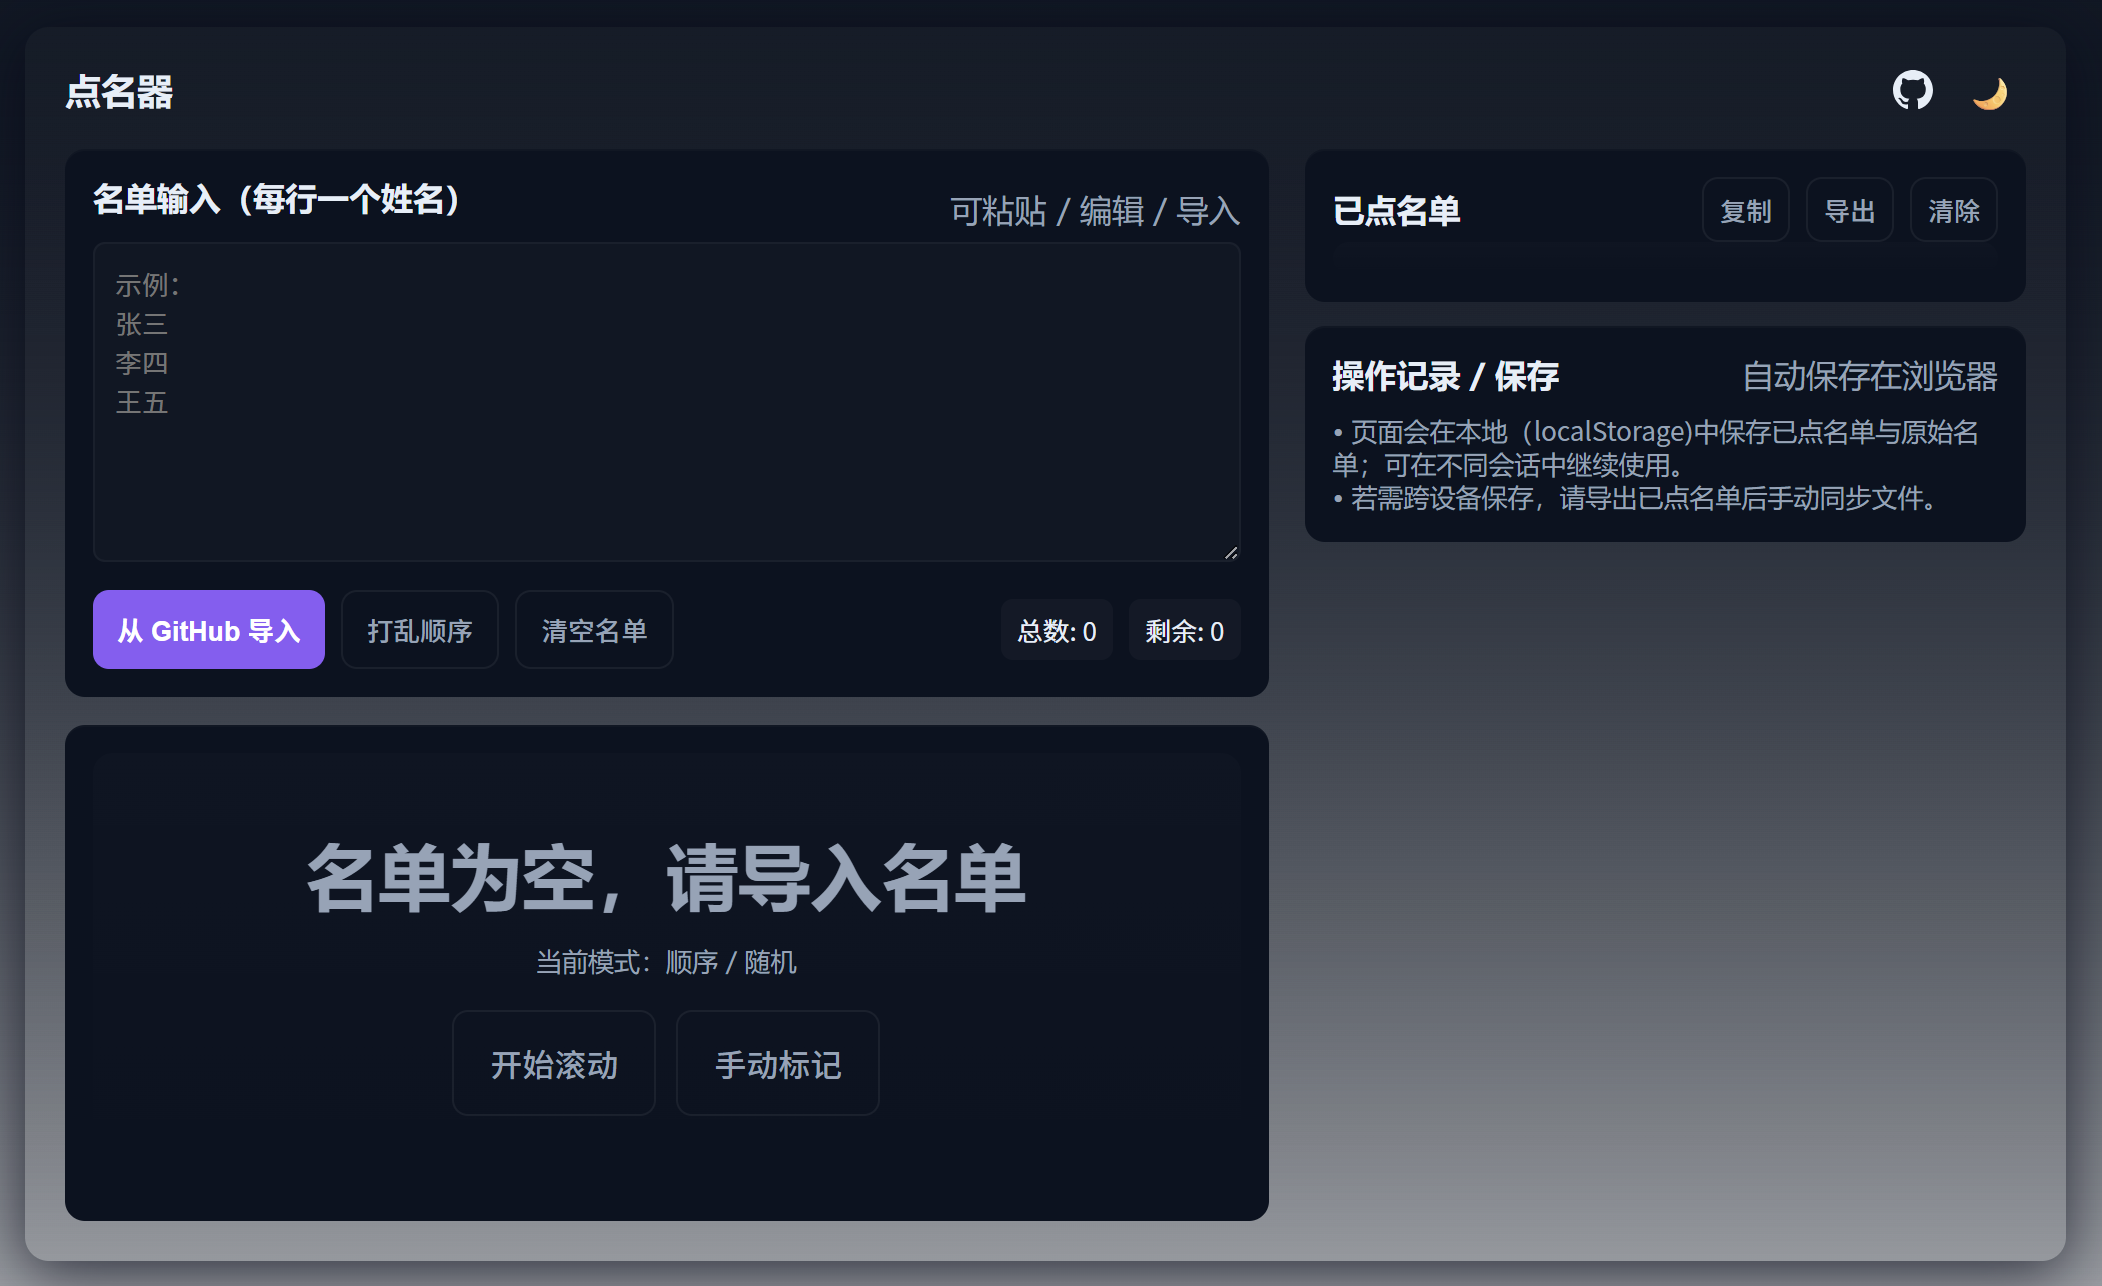 点名器
名单输入（每行一个姓名）
可粘贴 / 编辑 / 导入
示例：
张三
李四
王五
从 GitHub 导入
打乱顺序
清空名单
总数: 0
剩余: 0
名单为空，请导入名单
当前模式：顺序 / 随机
开始滚动
手动标记
已点名单
复制
导出
清除
操作记录 / 保存
自动保存在浏览器
• 页面会在本地（localStorage)中保存已点名单与原始名
单；可在不同会话中继续使用。
• 若需跨设备保存，请导出已点名单后手动同步文件。